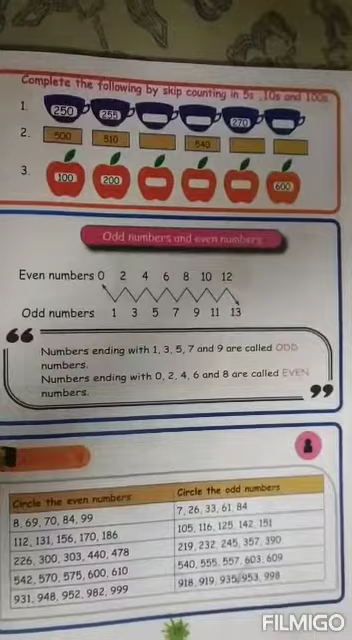 Complete the following by skip counting in 5s ,10s and 100s
1. 250 255 270
2. 500 510 540
3. 100 200 600
Odd numbers and even numbers
Even numbers 0 2 4 6 8 10 12
Odd numbers 1 3 5 7 9 11 13
Numbers ending with 1, 3, 5, 7 and 9 are called ODD
numbers.
Numbers ending with 0, 2, 4, 6 and 8 are called EVEN
numbers.
Circle the even numbers Circle the odd numbers
8, 69, 70, 84, 99 7, 26, 33, 61, 84
112, 131, 156, 170, 186 105, 116, 125, 142, 151
226, 300, 303, 440, 478 219, 232, 245, 357, 390
542, 570, 575, 600, 610 540, 555, 557, 603, 609
931, 948, 952, 982, 999 918, 919, 935, 953, 998
FILMIGO